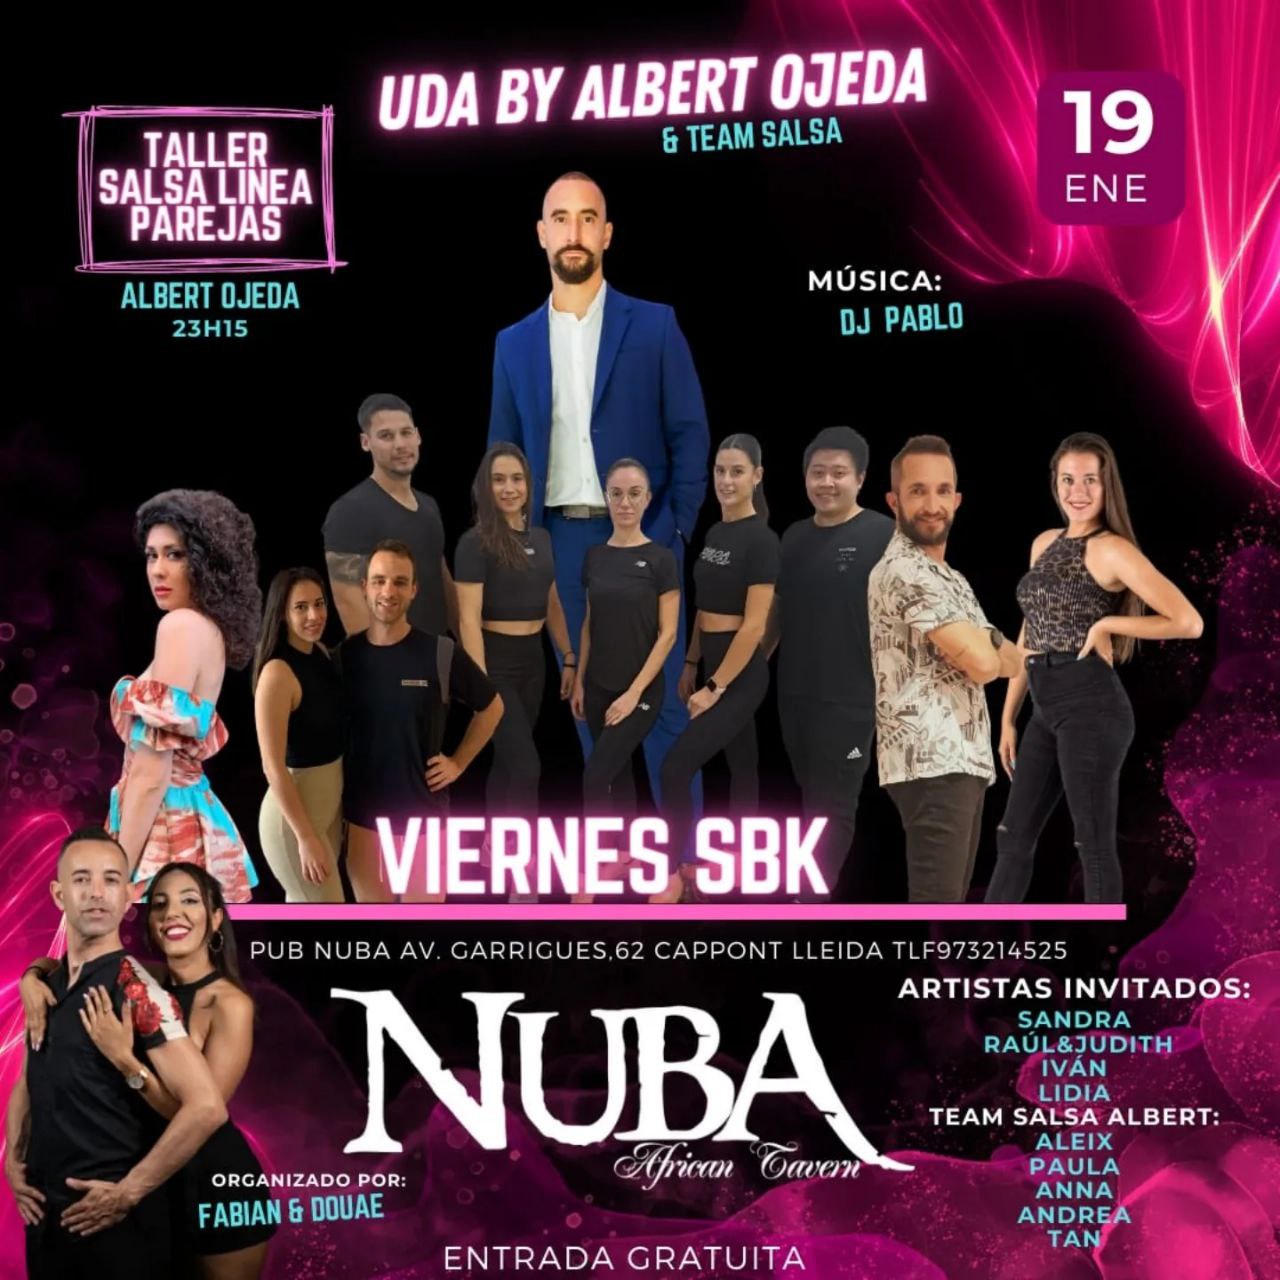 UDA BY ALBERT OJEDA
& TEAM SALSA
19
ENE
TALLER
SALSA LINEA
PAREJAS
ALBERT OJEDA
23H15
MÚSICA:
DJ PABLO
VIERNES SBK
PUB NUBA AV. GARRIGUES,62 CAPPONT LLEIDA TLF973214525
NUBA
African Tavern
ARTISTAS INVITADOS:
SANDRA
RAÚL&JUDITH
IVÁN
LIDIA
TEAM SALSA ALBERT:
ALEIX
PAULA
ANNA
ANDREA
TAN
ORGANIZADO POR:
FABIAN & DOUAE
ENTRADA GRATUITA